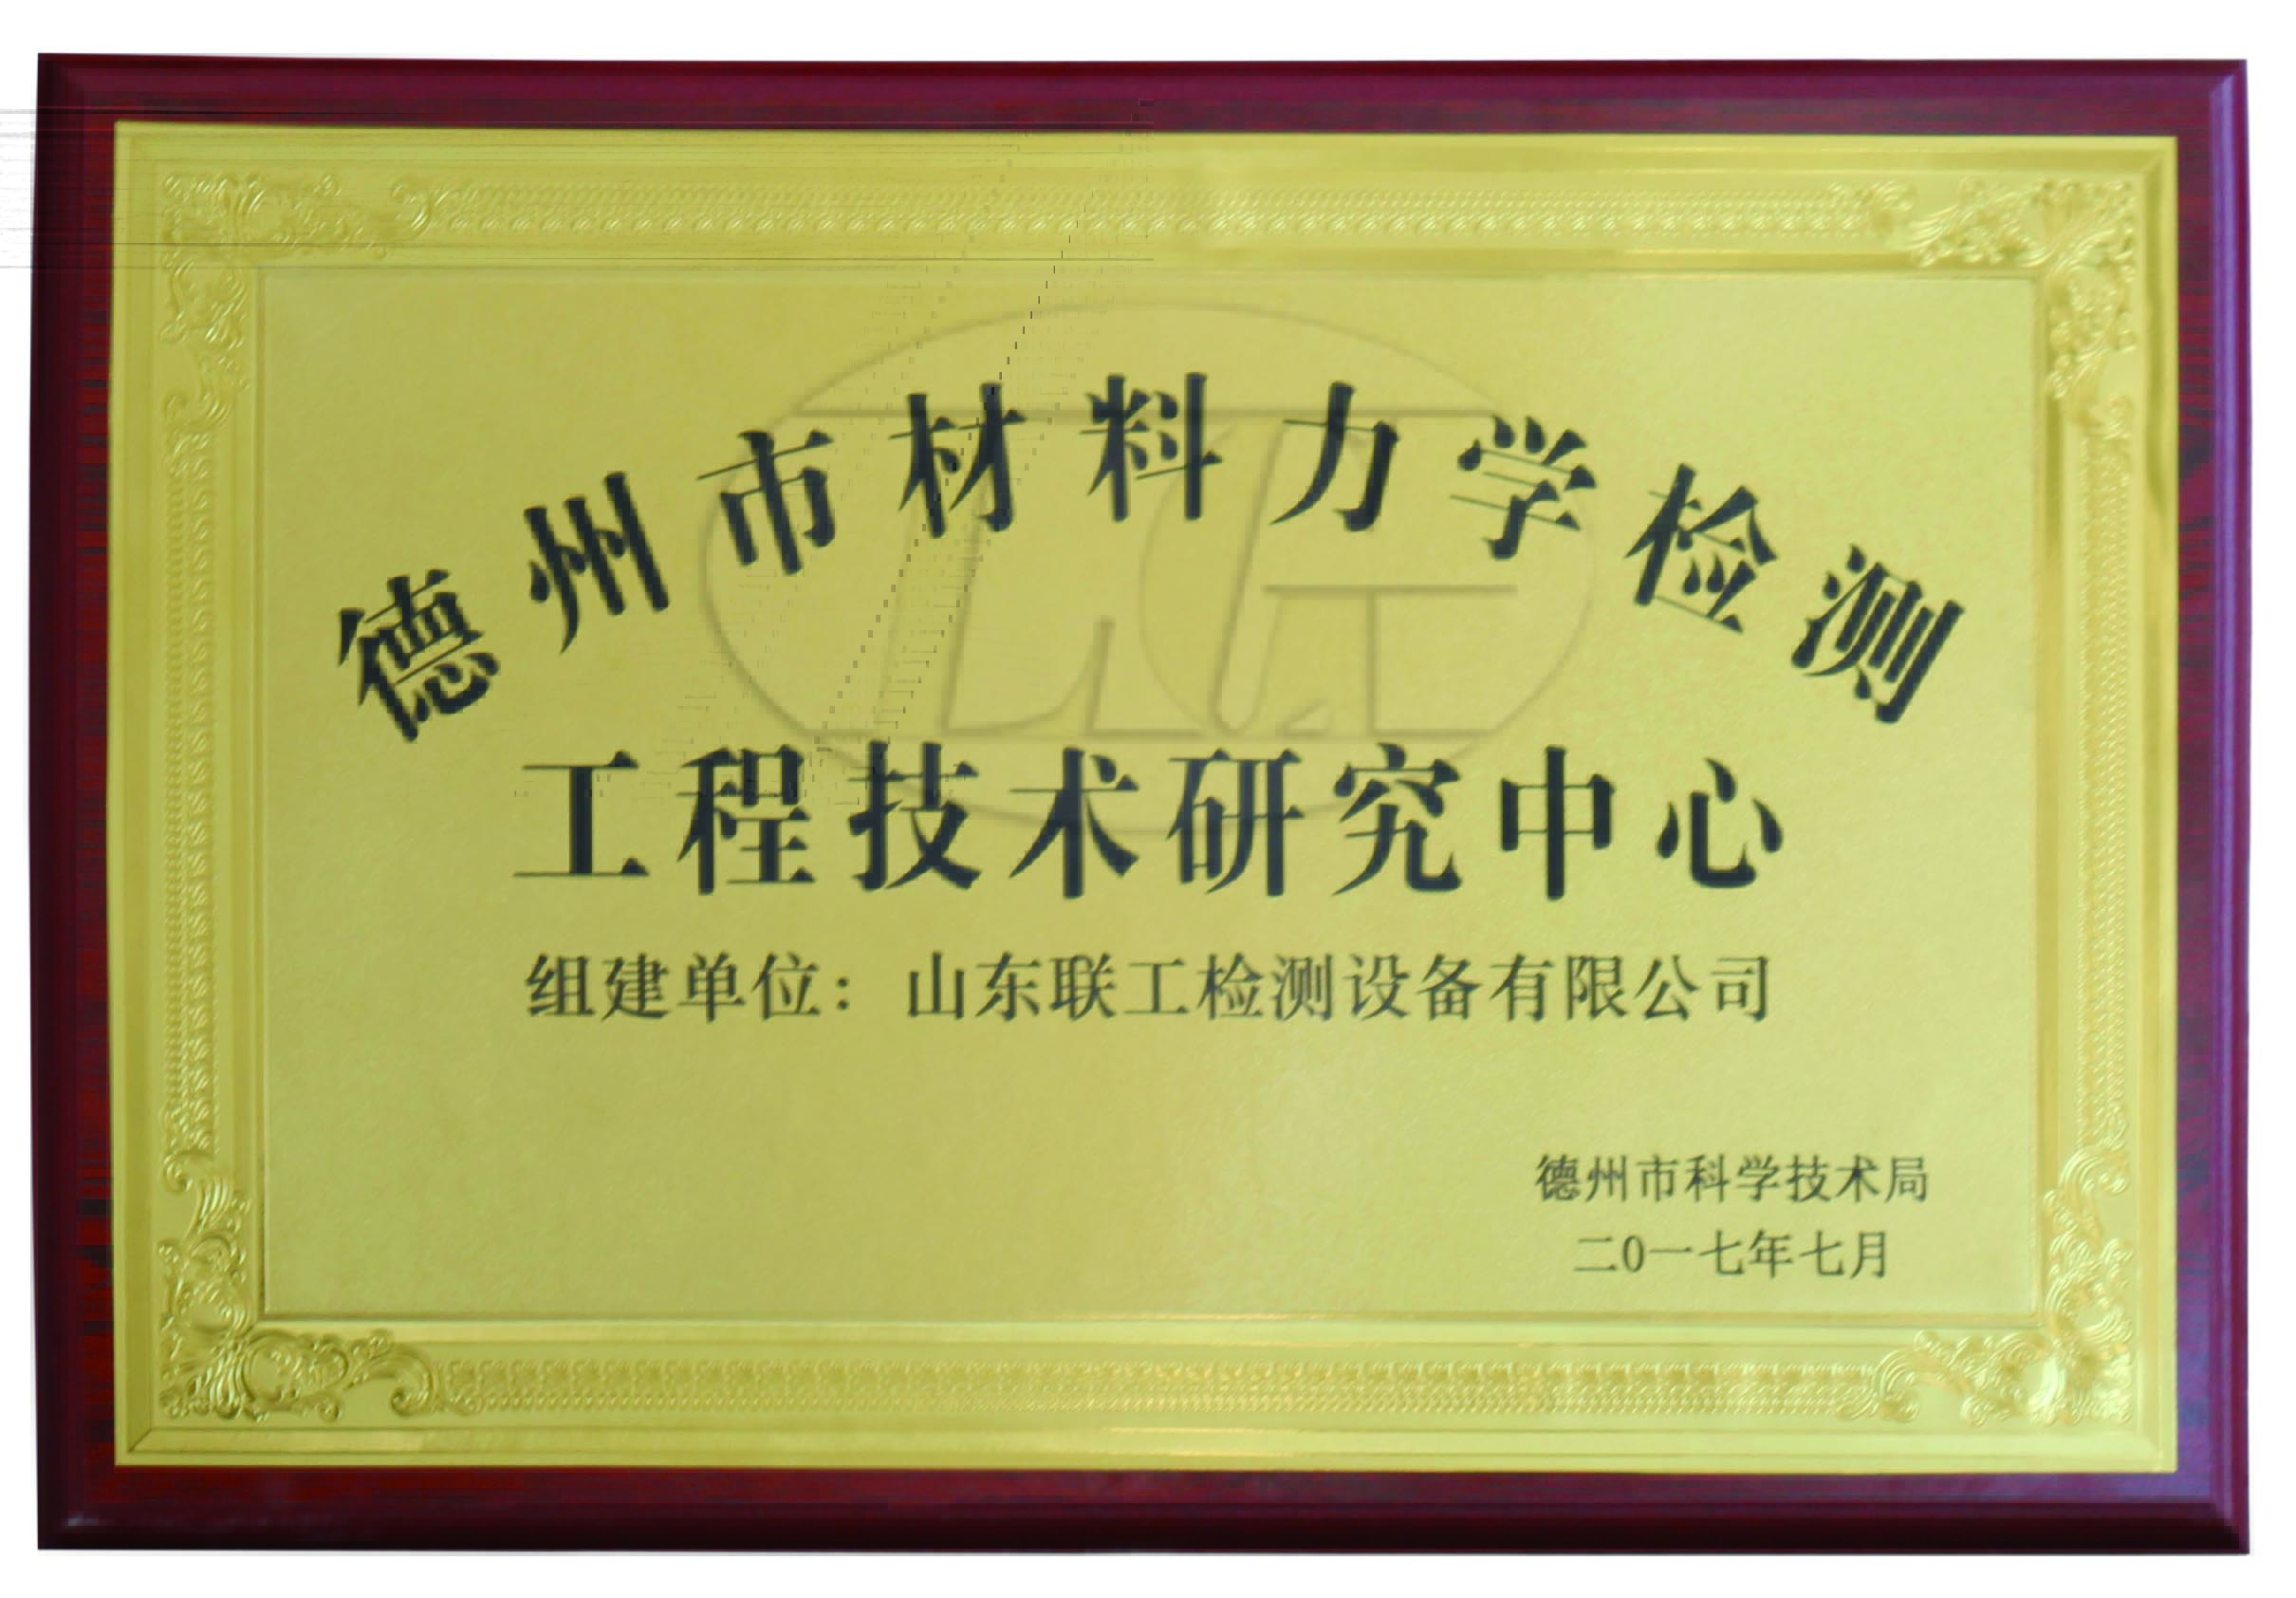 德州市材料力学检测
工程技术研究中心
组建单位：山东联工检测设备有限公司
德州市科学技术局
二0一七年七月